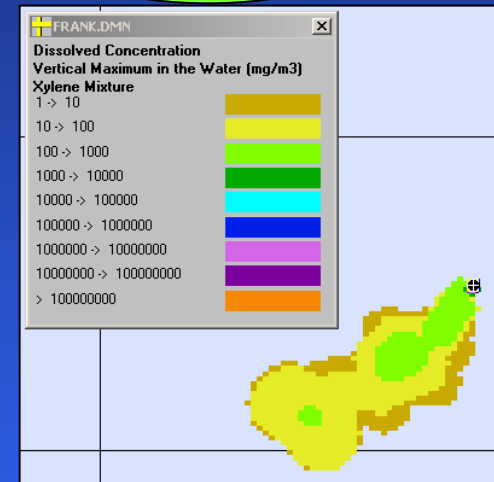 FRANK.DMN
Dissolved Concentration
Vertical Maximum in the Water (mg/m3)
Xylene Mixture
1 -> 10
10 -> 100
100 -> 1000
1000 -> 10000
10000 -> 100000
100000 -> 1000000
1000000 -> 10000000
10000000 -> 100000000
> 100000000